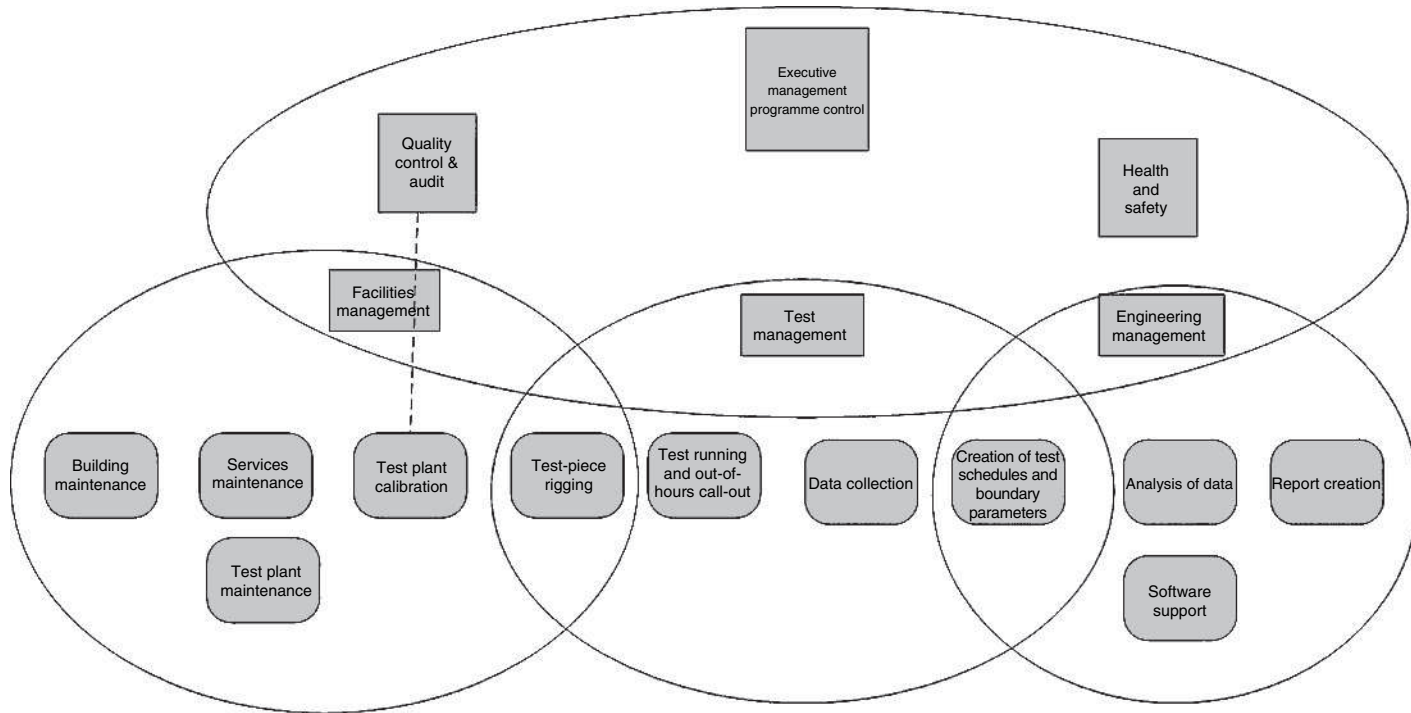 Executive
management
programme control
Quality
control &
audit
Health
and
safety
Facilities
management
Test
management
Engineering
management
Building
maintenance
Services
maintenance
Test plant
calibration
Test-piece
rigging
Test running
and out-of-
hours call-out
Data collection
Creation of test
schedules and
boundary
parameters
Analysis of data
Report creation
Test plant
maintenance
Software
support